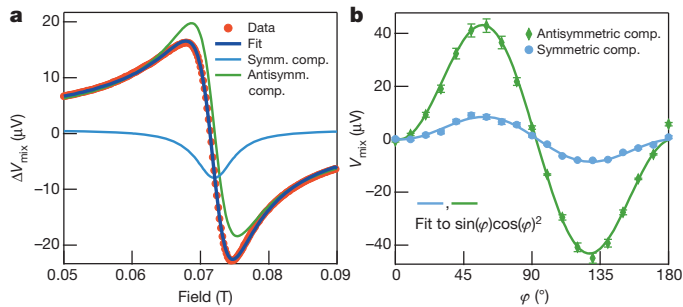 a
Data
Fit
Symm. comp.
Antisymm.
comp.
20
10
0
−10
−20
ΔVmix (μV)
0.05
0.06
0.07
0.08
0.09
Field (T)
b
Antisymmetric comp.
Symmetric comp.
40
20
0
−20
−40
Vmix (μV)
,
Fit to sin(φ)cos(φ)²
0
45
90
135
180
φ (°)